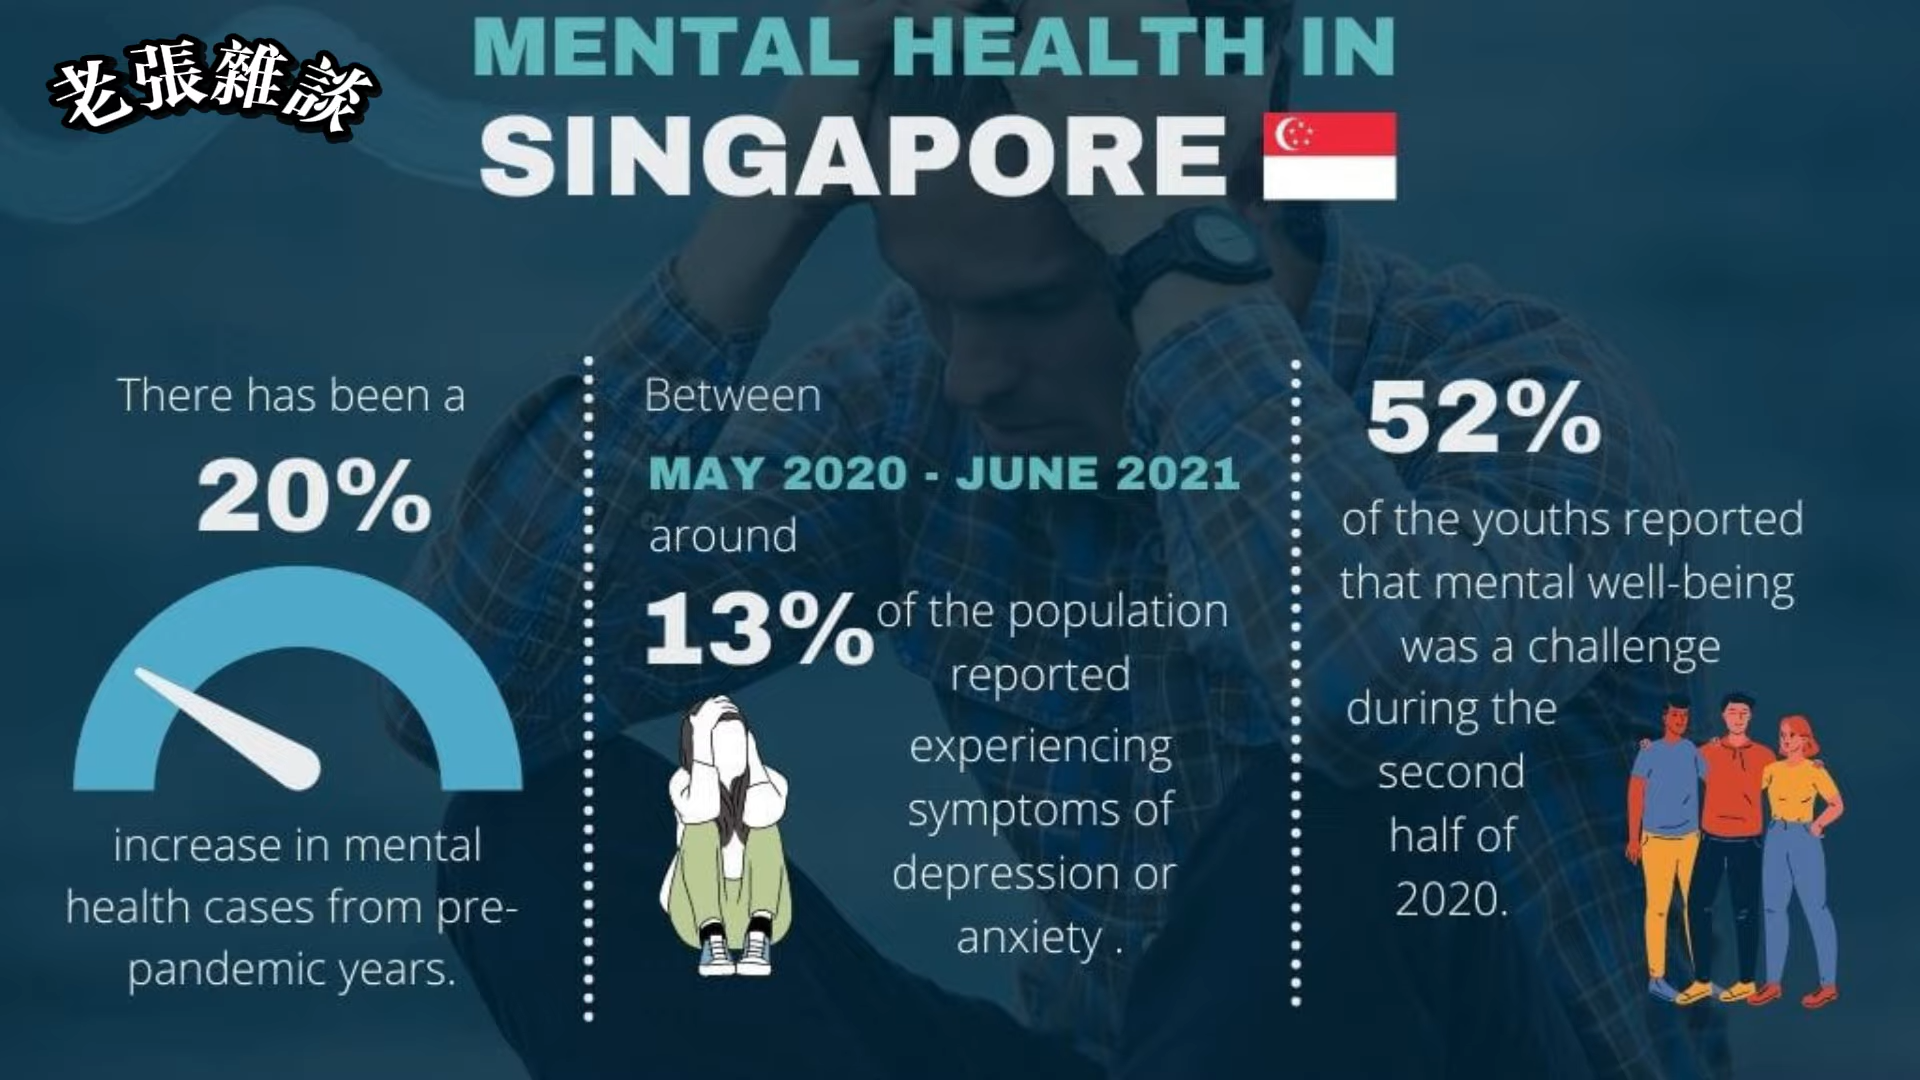 老張雜談
MENTAL HEALTH IN
SINGAPORE
There has been a
20%
increase in mental
health cases from pre-
pandemic years.
Between
MAY 2020 - JUNE 2021
around
13% of the population
reported
experiencing
symptoms of
depression or
anxiety .
52%
of the youths reported
that mental well-being
was a challenge
during the
second
half of
2020.